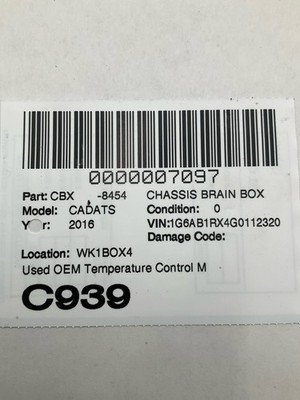 0000007097
Part: CBX -8454 CHASSIS BRAIN BOX
Model: CADATS Condition: 0
Year: 2016 VIN:1G6AB1RX4G0112320
Damage Code:
Location: WK1BOX4
Used OEM Temperature Control M
C939